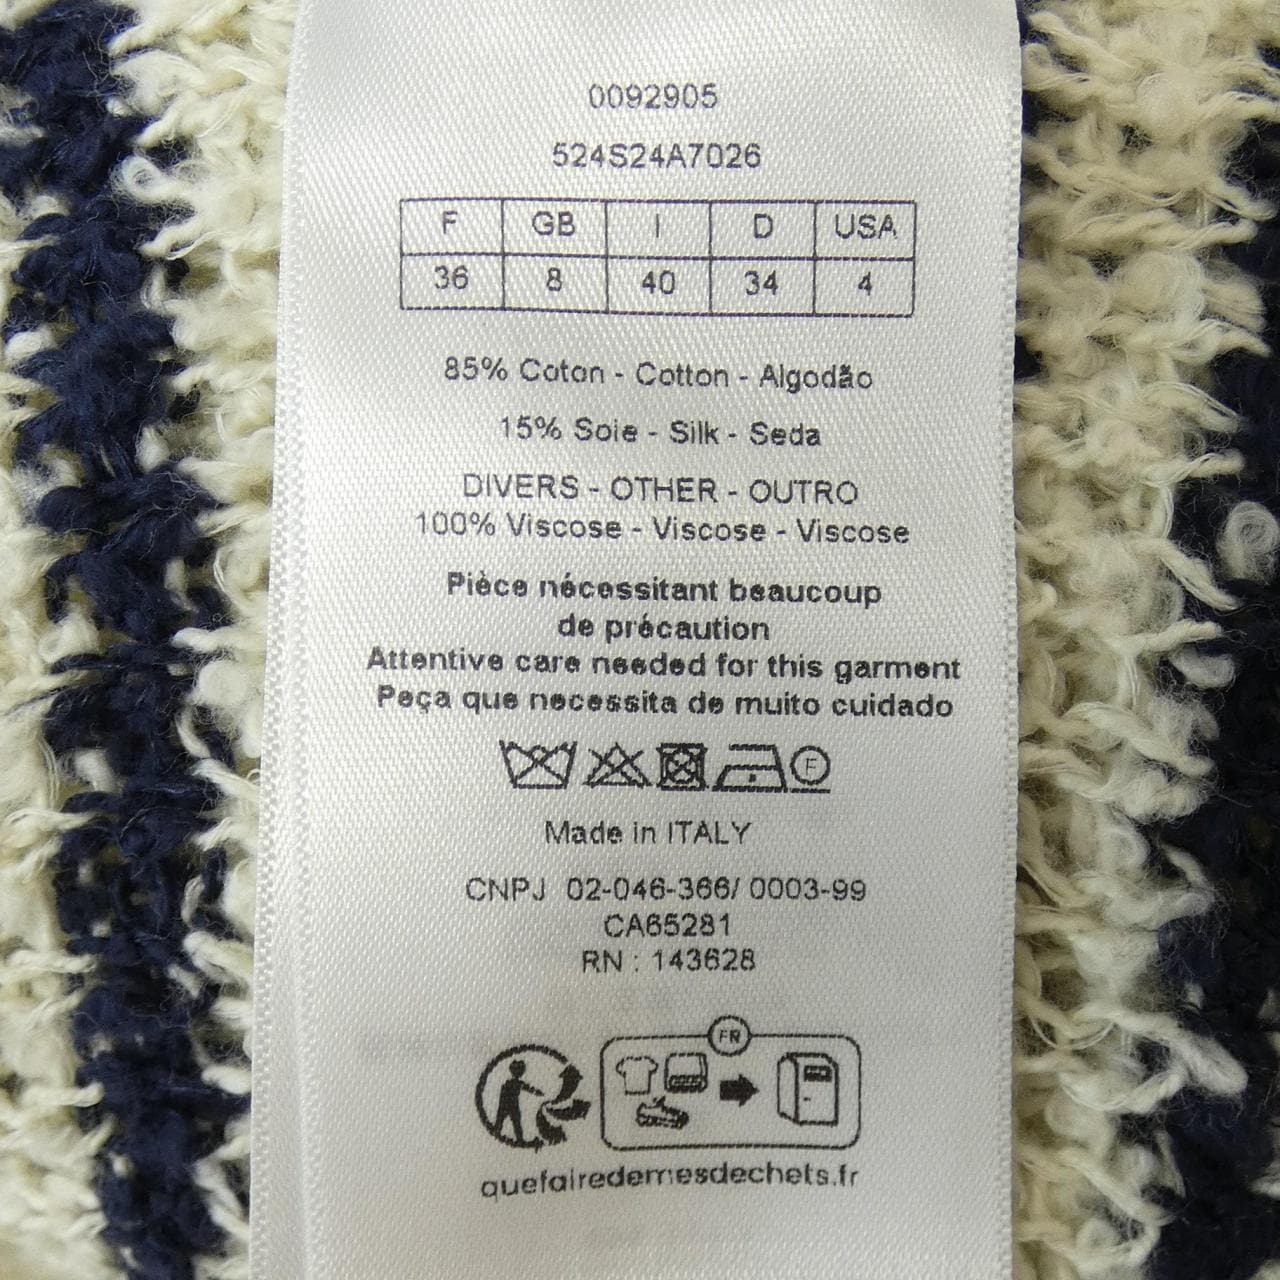 0092905
524S24A7026
F GB I D USA
36 8 40 34 4
85% Coton - Cotton - Algodão
15% Soie - Silk - Seda
DIVERS - OTHER - OUTRO
100% Viscose - Viscose - Viscose
Pièce nécessitant beaucoup
de précaution
Attentive care needed for this garment
Peça que necessita de muito cuidado
F
Made in ITALY
CNPJ 02-046-366/ 0003-99
CA65281
RN : 143628
FR
quefairedemesdechets.fr